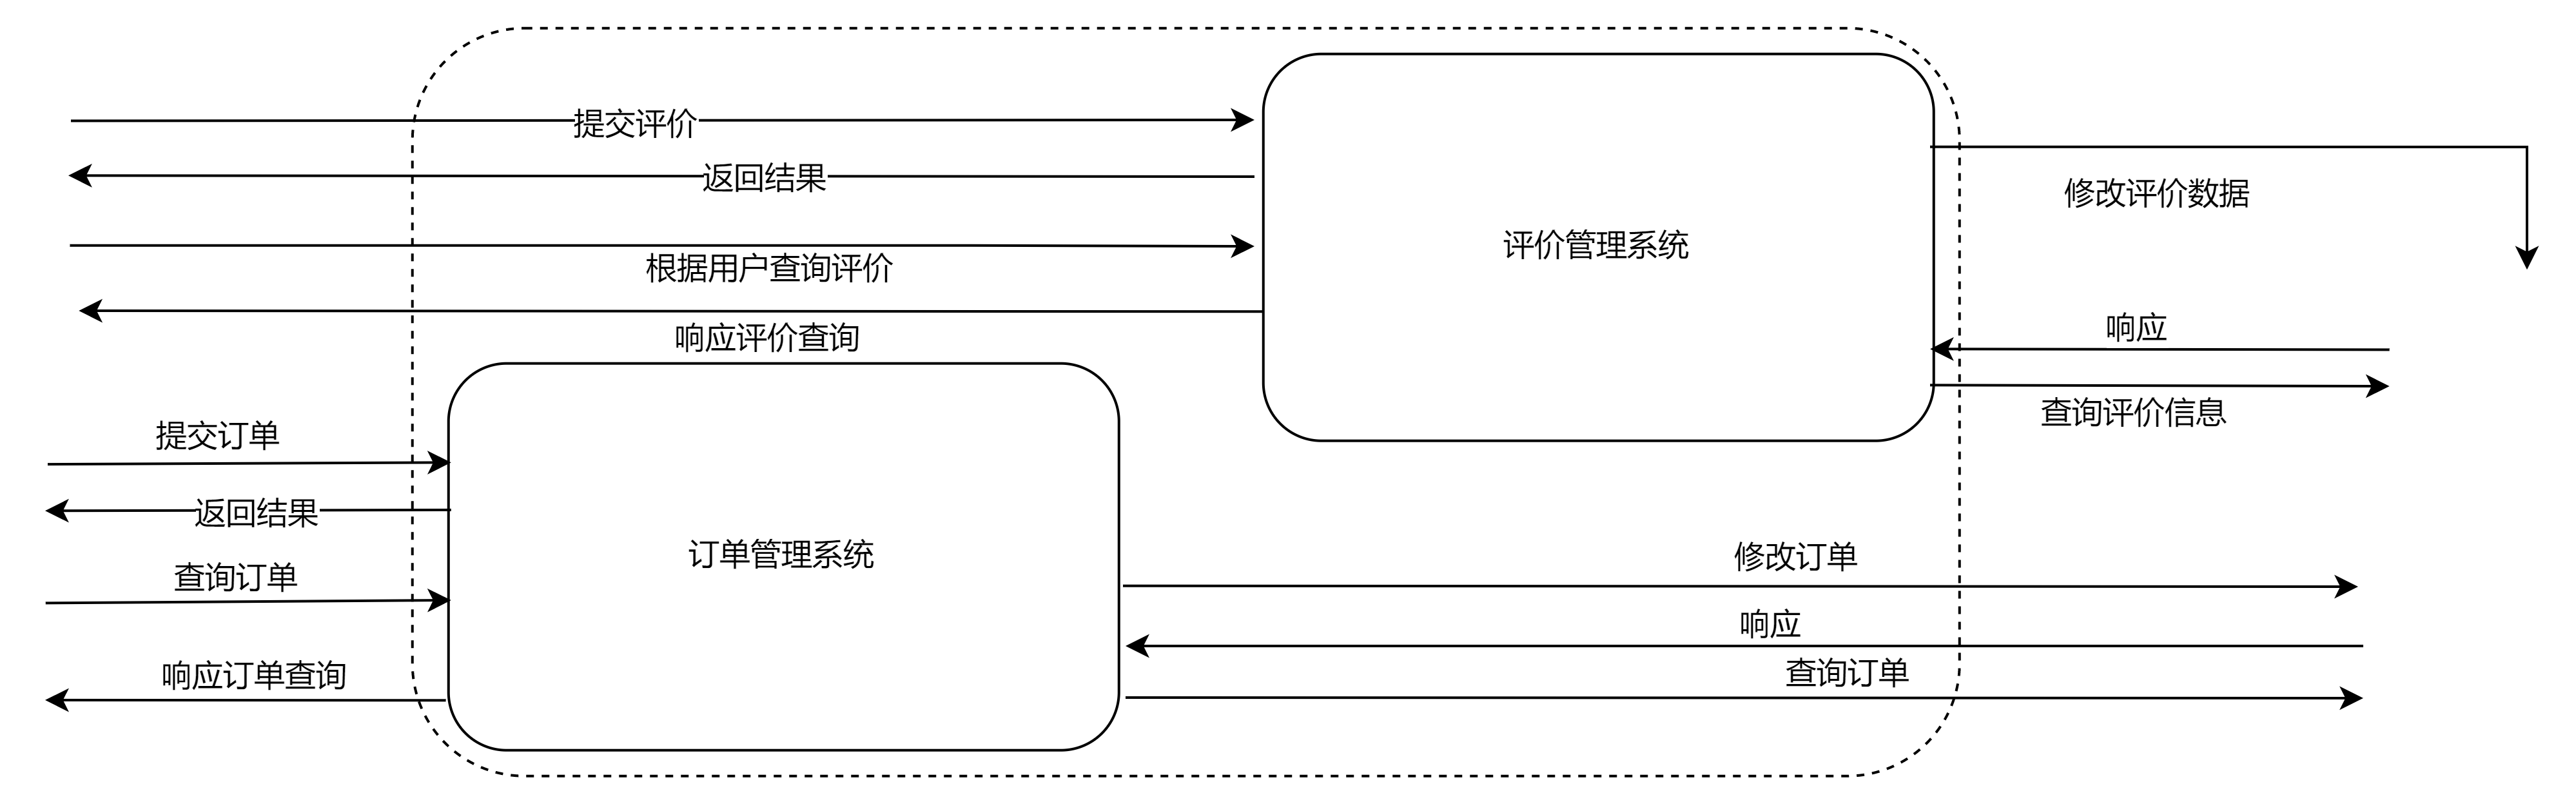 提交评价
返回结果
修改评价数据
评价管理系统
根据用户查询评价
响应
响应评价查询
查询评价信息
提交订单
返回结果
订单管理系统
修改订单
查询订单
响应
响应订单查询
查询订单